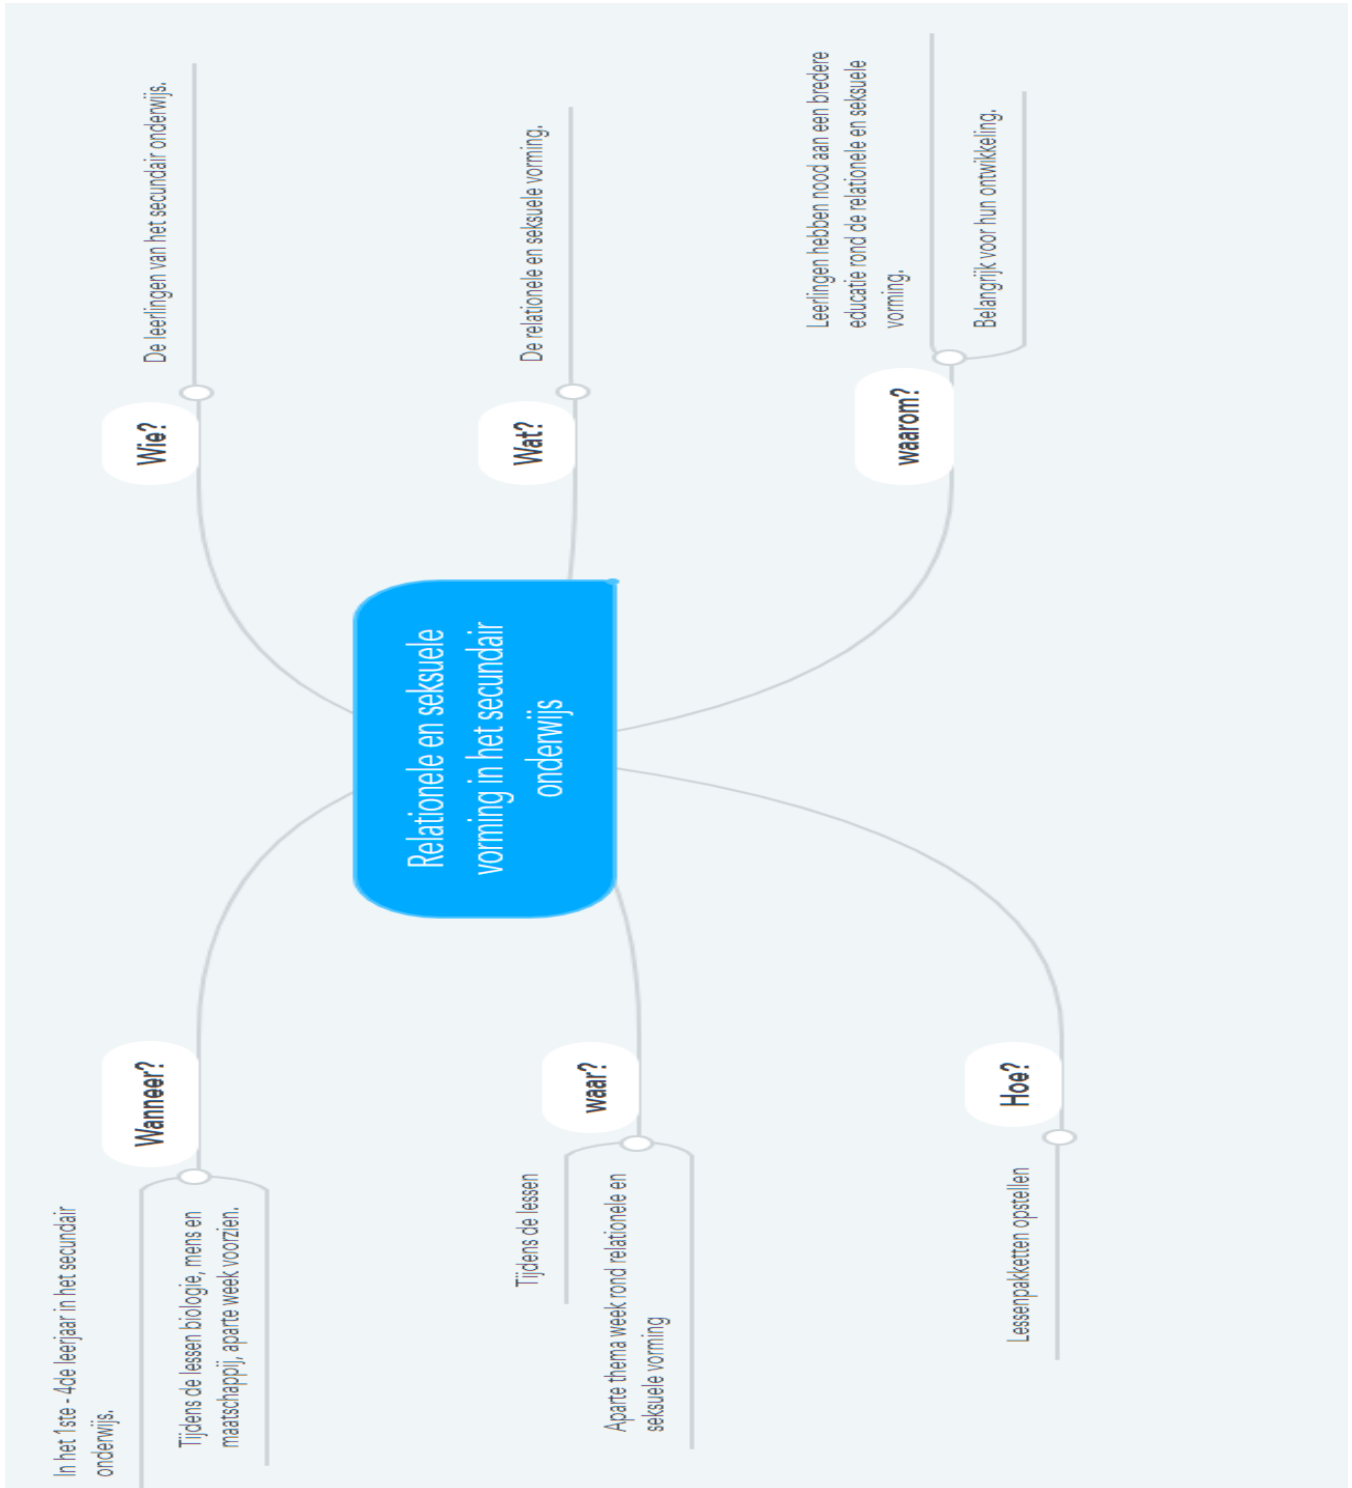 Relationele en seksuele
vorming in het secundair
onderwijs
Wie?
De leerlingen van het secundair onderwijs.
Wat?
De relationele en seksuele vorming.
waarom?
Leerlingen hebben nood aan een bredere
educatie rond de relationele en seksuele
vorming.
Belangrijk voor hun ontwikkeling.
Wanneer?
In het 1ste - 4de leerjaar in het secundair
onderwijs.
Tijdens de lessen biologie, mens en
maatschappij, aparte week voorzien.
waar?
Tijdens de lessen
Aparte thema week rond relationele en
seksuele vorming
Hoe?
Lessenpakketten opstellen